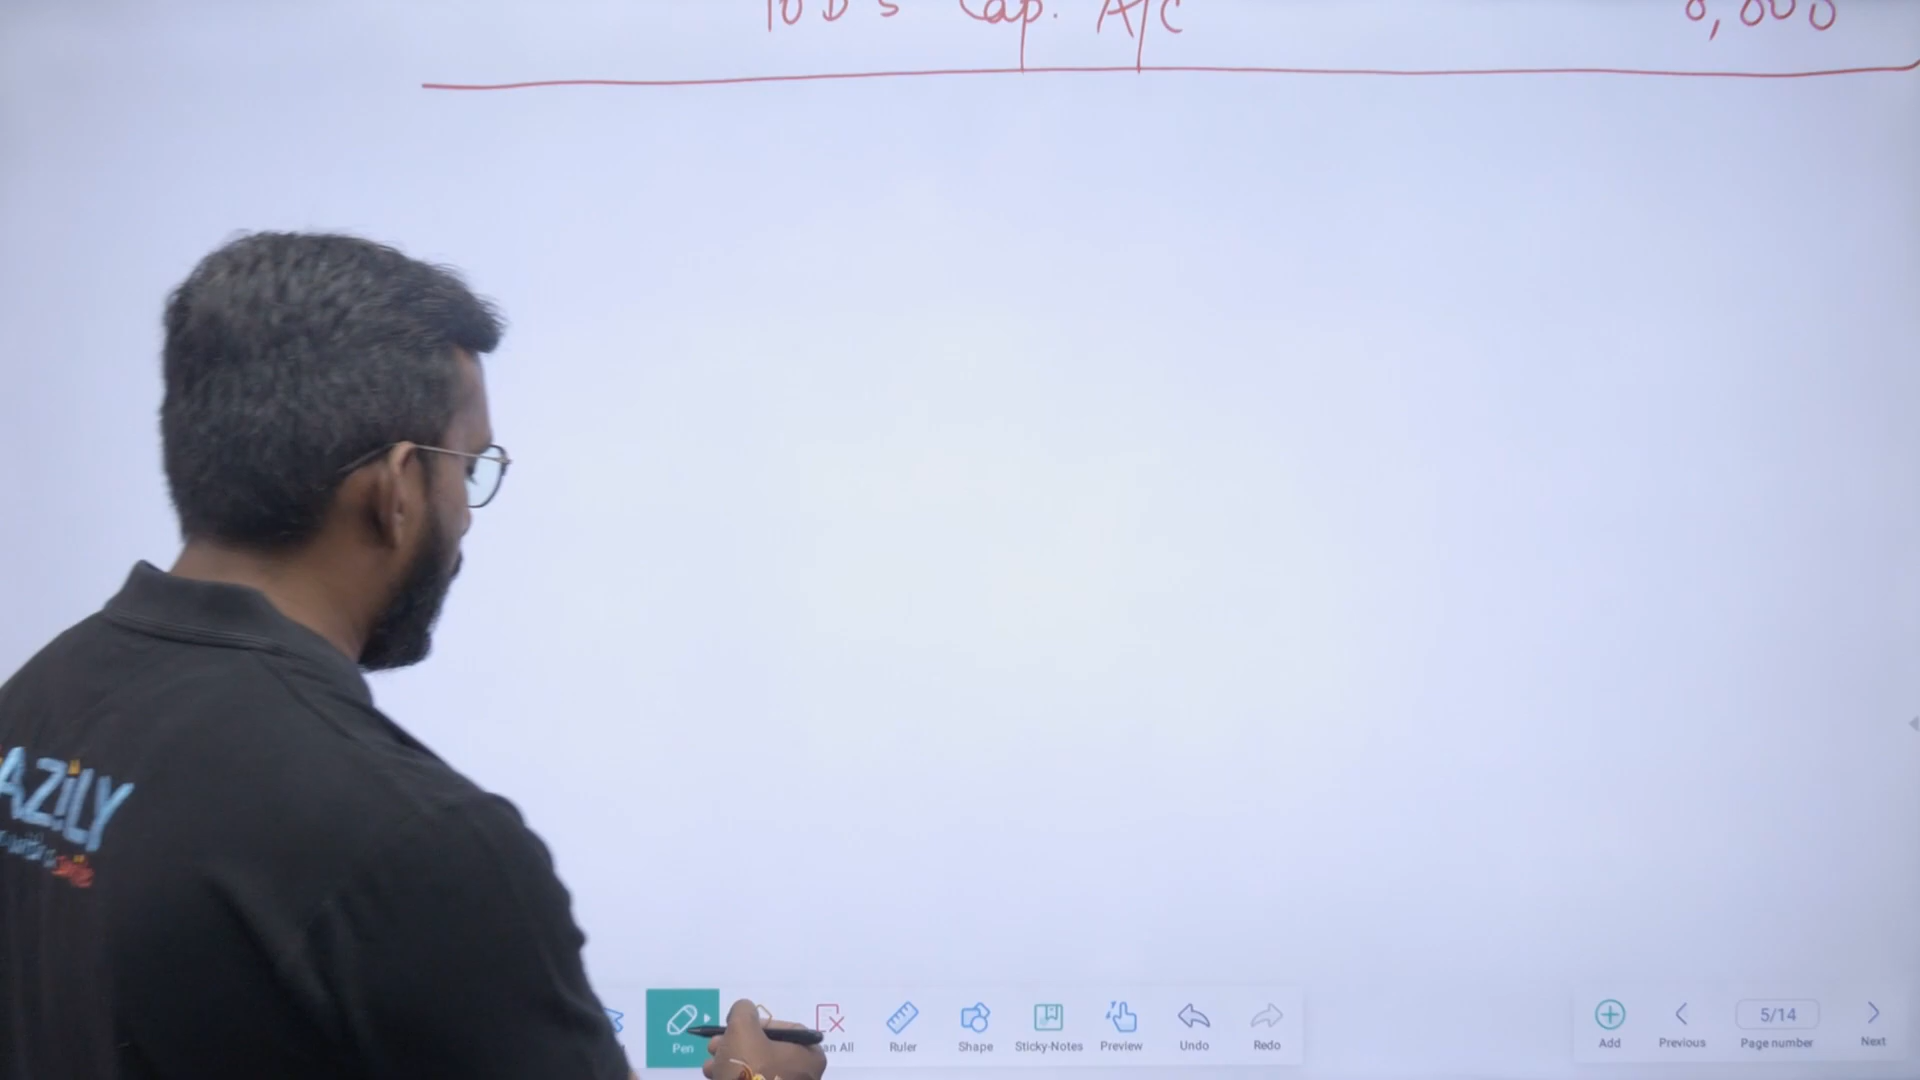 To D's Cap. A/C 8,000
AZiLY
Pen
an All
Ruler
Shape
Sticky-Notes
Preview
Undo
Redo
Add
Previous
5/14
Page number
Next